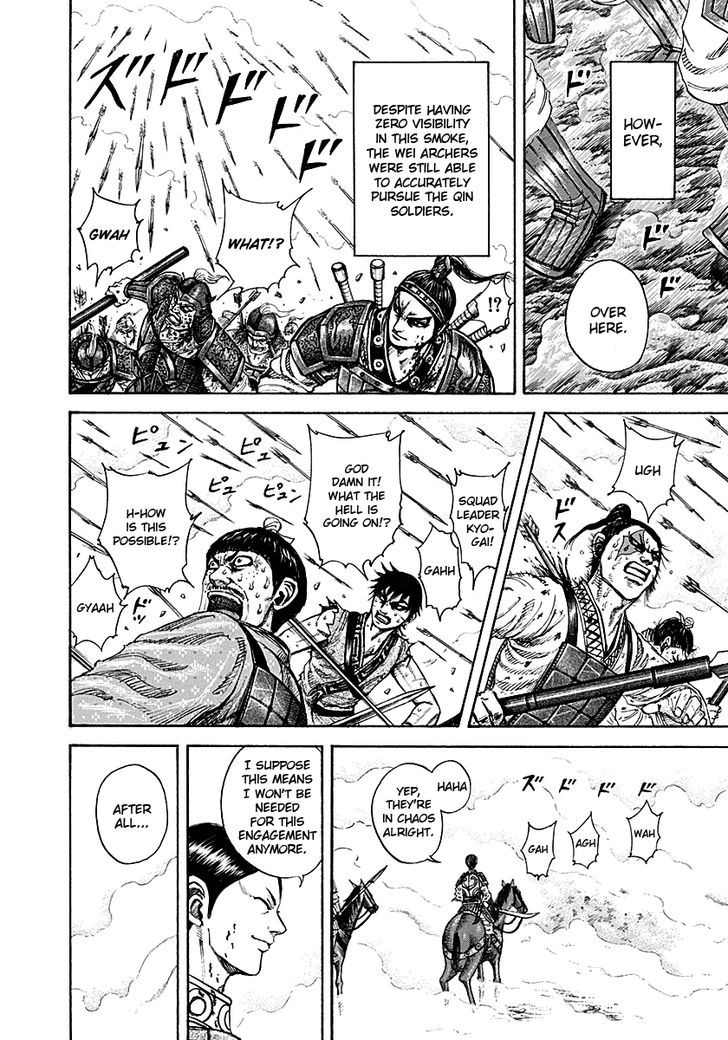 HOW-
EVER,
ドド
OVER
HERE.
DESPITE HAVING
ZERO VISIBILITY
IN THIS SMOKE,
THE WEI ARCHERS
WERE STILL ABLE
TO ACCURATELY
PURSUE THE QIN
SOLDIERS.
ズドドドド
!?
WHAT!?
GWAH
UGH
ドス
SQUAD
LEADER
KYO-
GAI!
GAHH
GOD
DAMN IT!
WHAT THE
HELL IS
GOING ON!?
ピュン
ピュン
H-HOW
IS THIS
POSSIBLE!?
GYAAH
ドッ
ズドドド
WAH
AGH
GAH
HAHA
YEP,
THEY'RE
IN CHAOS
ALRIGHT.
I SUPPOSE
THIS MEANS
I WON'T BE
NEEDED
FOR THIS
ENGAGEMENT
ANYMORE.
AFTER
ALL...